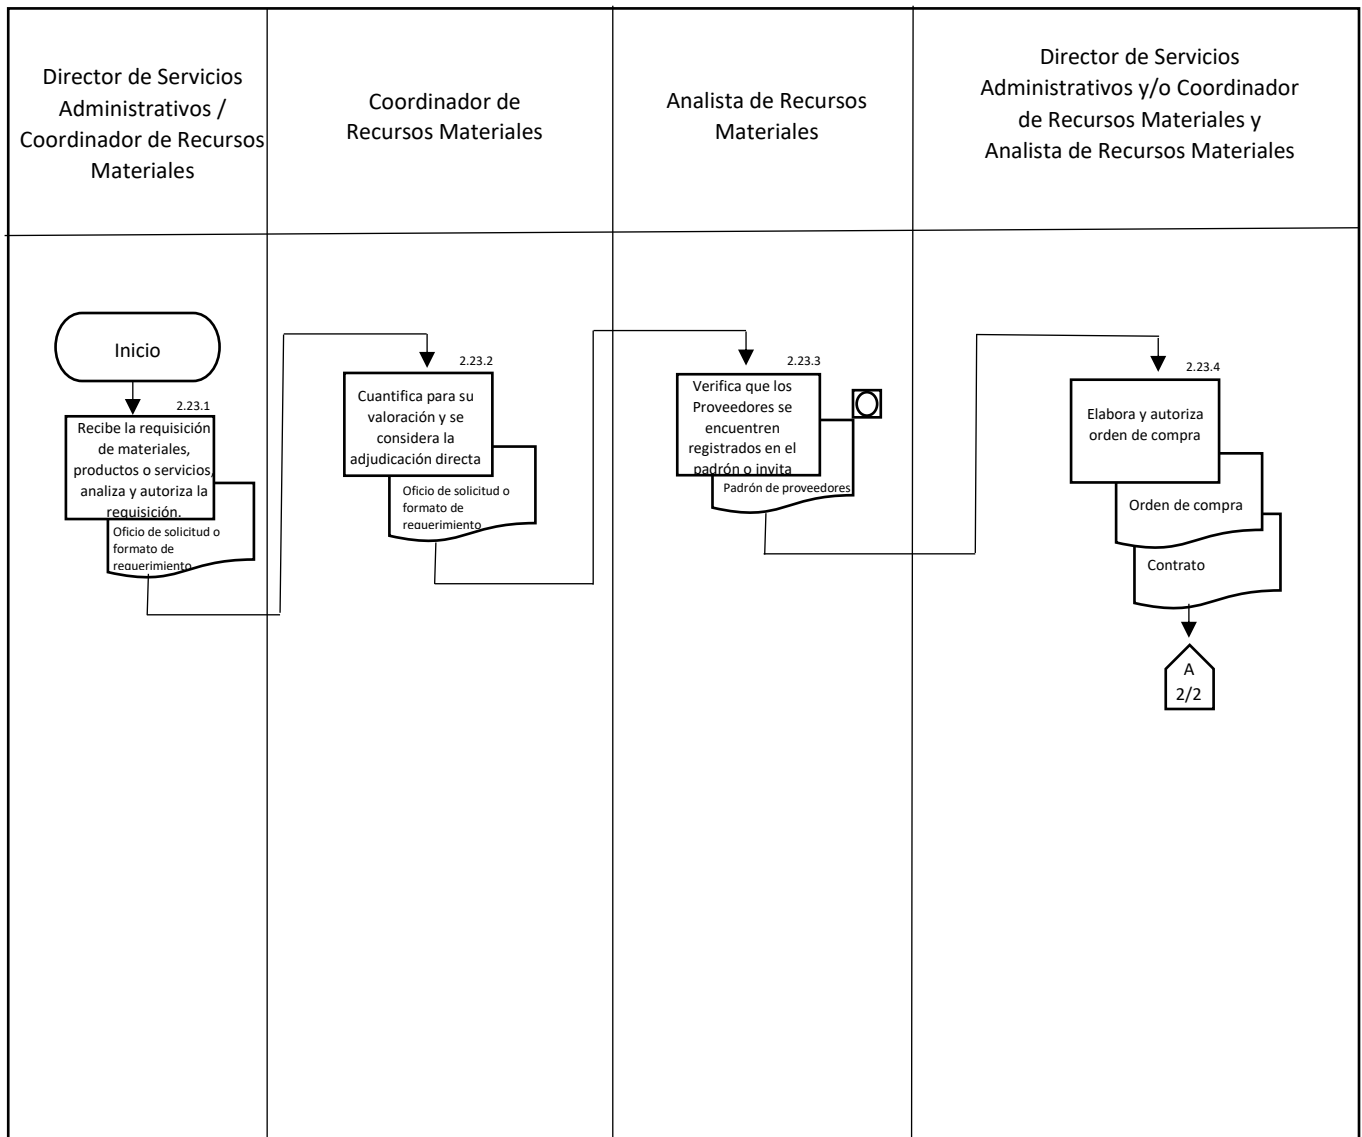 Director de Servicios
Administrativos /
Coordinador de Recursos
Materiales
Coordinador de
Recursos Materiales
Analista de Recursos
Materiales
Director de Servicios
Administrativos y/o Coordinador
de Recursos Materiales y
Analista de Recursos Materiales
Inicio
2.23.1
Recibe la requisición
de materiales,
productos o servicios,
analiza y autoriza la
requisición.
Oficio de solicitud o
formato de
requerimiento
2.23.2
Cuantifica para su
valoración y se
considera la
adjudicación directa
Oficio de solicitud o
formato de
requerimiento
2.23.3
Verifica que los
Proveedores se
encuentren
registrados en el
padrón o invita
Padrón de proveedores
2.23.4
Elabora y autoriza
orden de compra
Orden de compra
Contrato
A
2/2